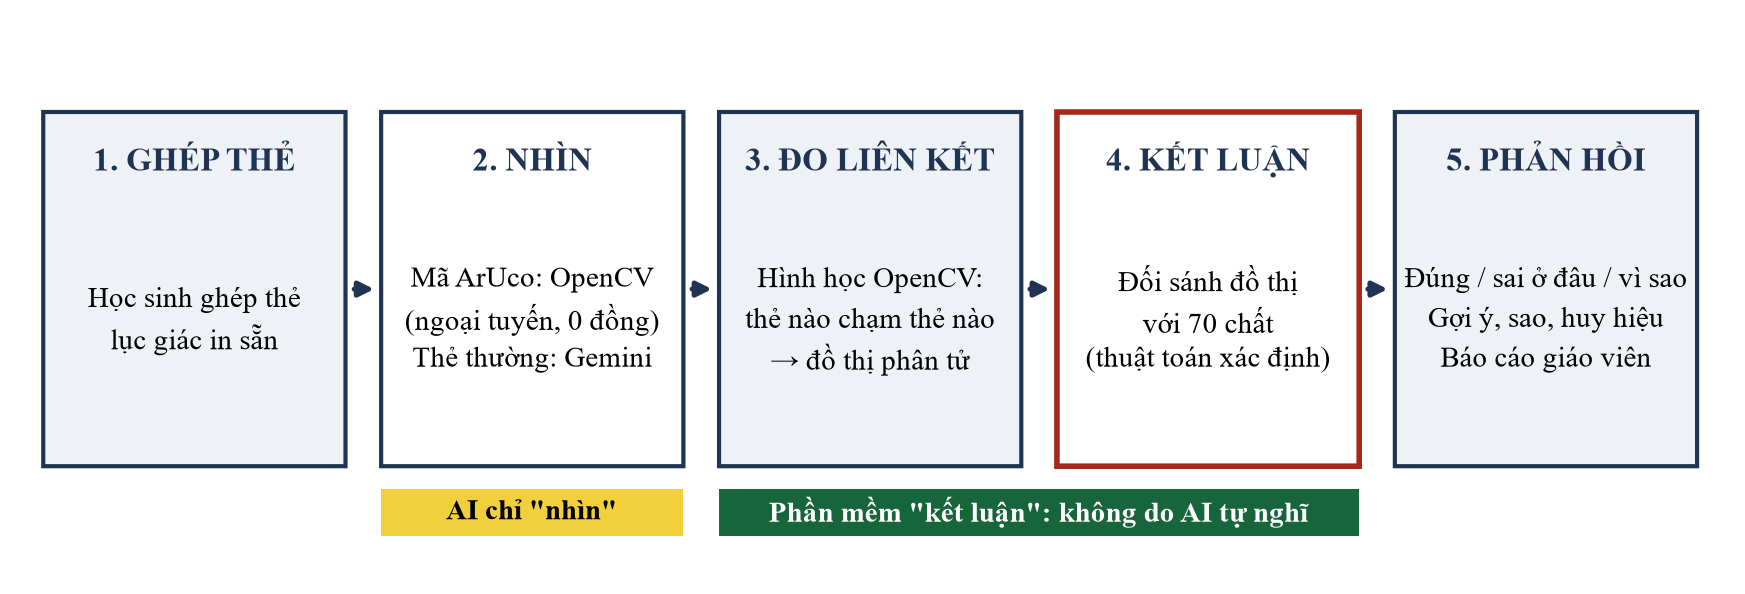 1. GHÉP THẺ
Học sinh ghép thẻ
lục giác in sẵn
2. NHÌN
Mã ArUco: OpenCV
(ngoại tuyến, 0 đồng)
Thẻ thường: Gemini
3. ĐO LIÊN KẾT
Hình học OpenCV:
thẻ nào chạm thẻ nào
→ đồ thị phân tử
4. KẾT LUẬN
Đối sánh đồ thị
với 70 chất
(thuật toán xác định)
5. PHẢN HỒI
Đúng / sai ở đâu / vì sao
Gợi ý, sao, huy hiệu
Báo cáo giáo viên
AI chỉ "nhìn"
Phần mềm "kết luận": không do AI tự nghĩ